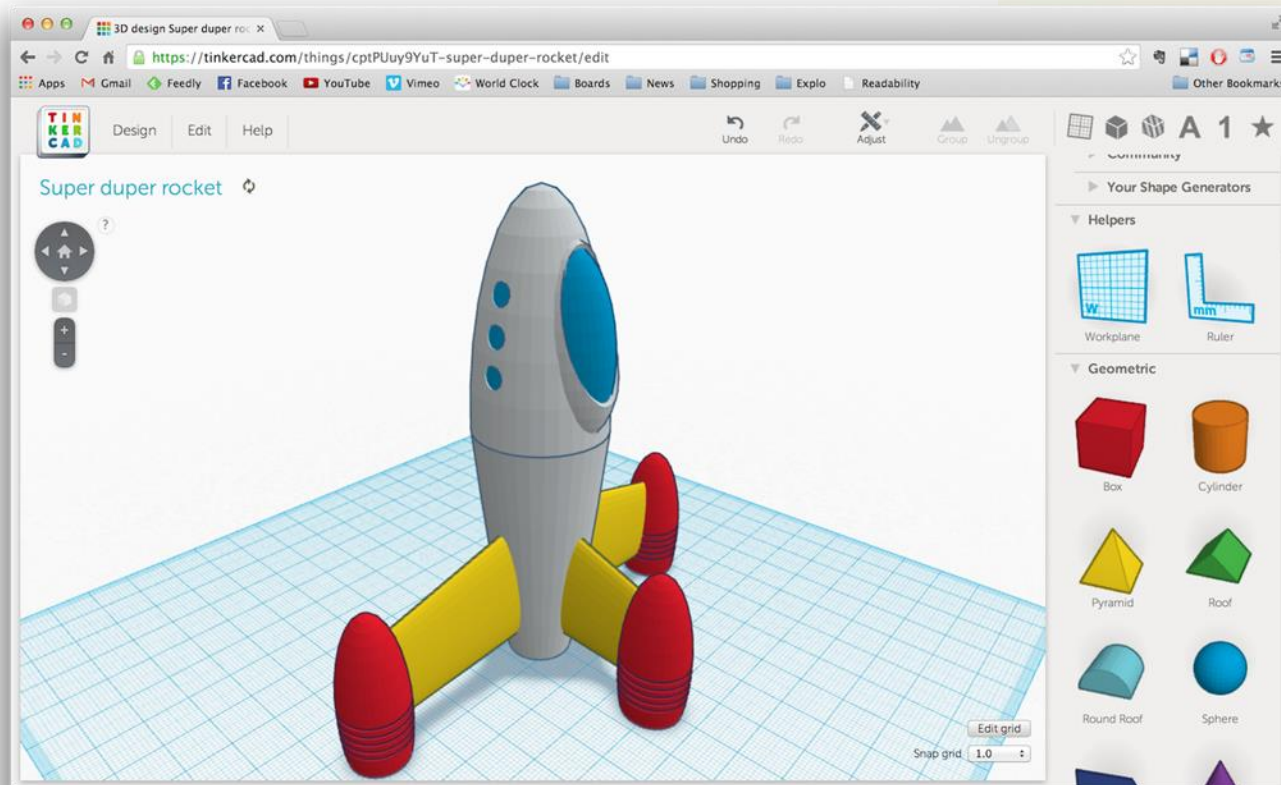 3D design Super duper roc
https://tinkercad.com/things/cptPUuy9YuT-super-duper-rocket/edit
Apps Gmail Feedly Facebook YouTube Vimeo World Clock Boards News Shopping Explo Readability Other Bookmarks
TINKERCAD
Design Edit Help Undo Redo Adjust Group Ungroup A 1
Community
Super duper rocket
Your Shape Generators
?
Helpers
W mm
Workplane Ruler
+
-
Geometric
Box Cylinder
Pyramid Roof
Round Roof Sphere
Edit grid
Snap grid 1.0